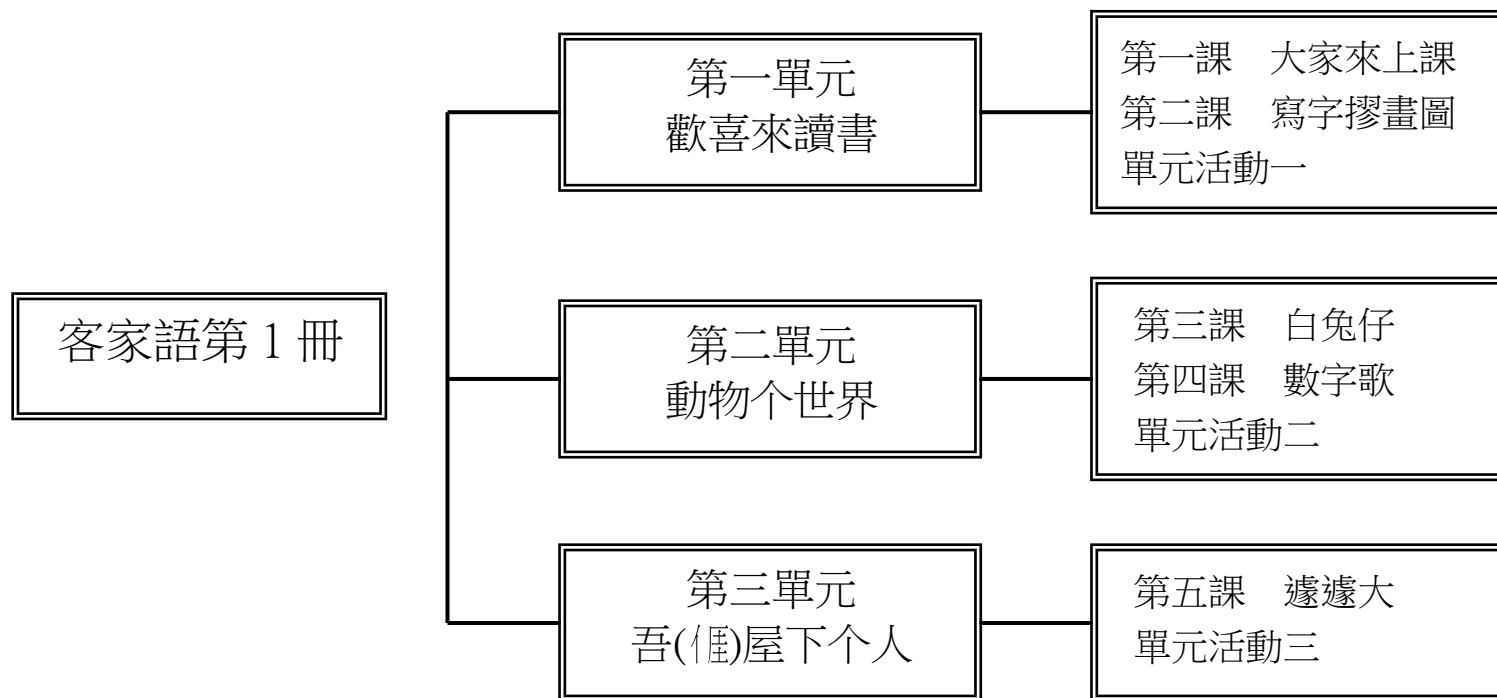 客家語第 1 冊
第一單元
歡喜來讀書
第一課　大家來上課
第二課　寫字摎畫圖
單元活動一
第二單元
動物个世界
第三課　白兔仔
第四課　數字歌
單元活動二
第三單元
吾(𠊎)屋下个人
第五課　遽遽大
單元活動三